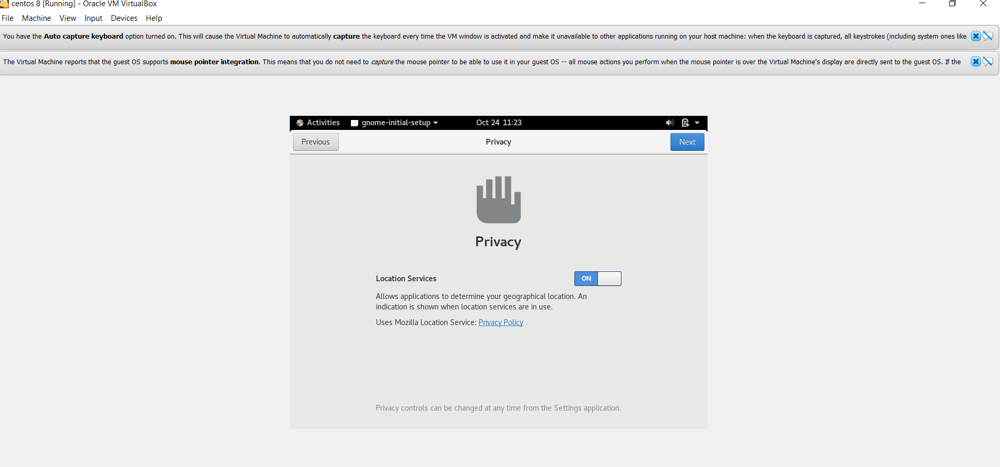 centos 8 [Running] - Oracle VM VirtualBox
File Machine View Input Devices Help
You have the Auto capture keyboard option turned on. This will cause the Virtual Machine to automatically capture the keyboard every time the VM window is activated and make it unavailable to other applications running on your host machine: when the keyboard is captured, all keystrokes (including system ones like
The Virtual Machine reports that the guest OS supports mouse pointer integration. This means that you do not need to capture the mouse pointer to be able to use it in your guest OS -- all mouse actions you perform when the mouse pointer is over the Virtual Machine's display are directly sent to the guest OS. If the
Activities gnome-initial-setup Oct 24 11:23
Previous Privacy Next
Privacy
Location Services ON
Allows applications to determine your geographical location. An
indication is shown when location services are in use.
Uses Mozilla Location Service: Privacy Policy
Privacy controls can be changed at any time from the Settings application.